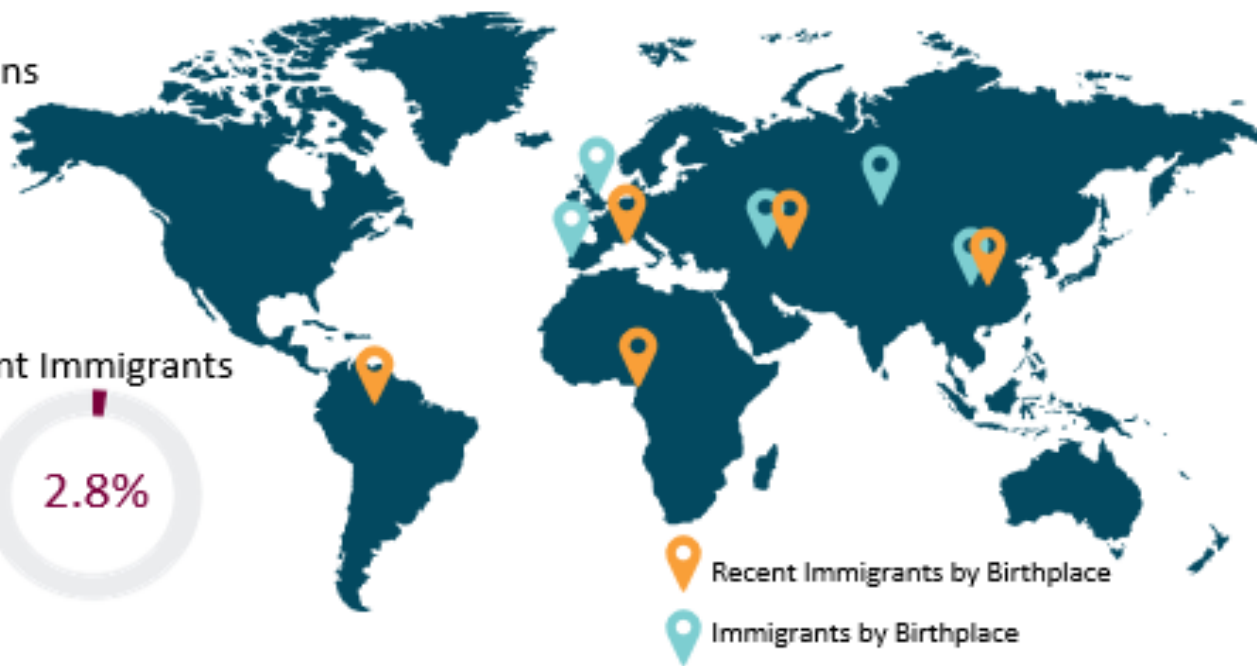 ns
nt Immigrants
2.8%
Recent Immigrants by Birthplace
Immigrants by Birthplace